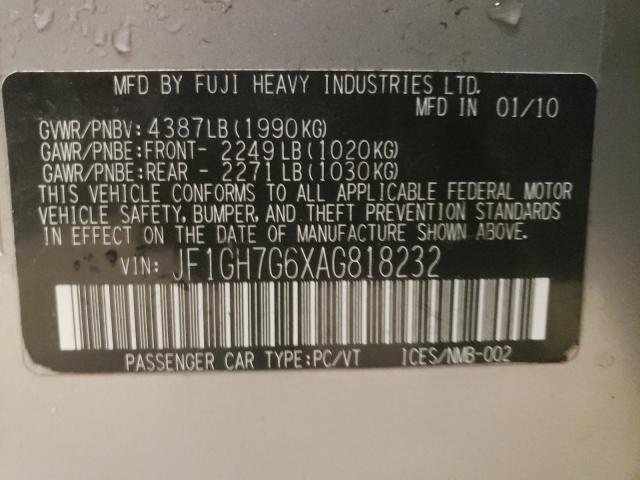 MFD BY FUJI HEAVY INDUSTRIES LTD.
MFD IN 01/10
GVWR/PNBV: 4387LB(1990KG)
GAWR/PNBE:FRONT- 2249LB(1020KG)
GAWR/PNBE:REAR - 2271LB(1030KG)
THIS VEHICLE CONFORMS TO ALL APPLICABLE FEDERAL MOTOR
VEHICLE SAFETY, BUMPER, AND THEFT PREVENTION STANDARDS
IN EFFECT ON THE DATE OF MANUFACTURE SHOWN ABOVE.
VIN: JF1GH7G6XAG818232
PASSENGER CAR TYPE:PC/VT ICES/NMB-002